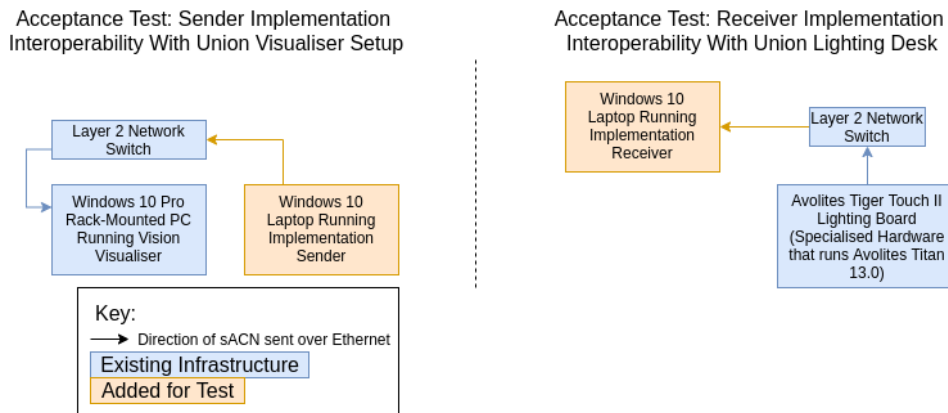 Acceptance Test: Sender Implementation
Interoperability With Union Visualiser Setup
Acceptance Test: Receiver Implementation
Interoperability With Union Lighting Desk
Layer 2 Network
Switch
Windows 10 Pro
Rack-Mounted PC
Running Vision
Visualiser
Windows 10
Laptop Running
Implementation
Sender
Windows 10
Laptop Running
Implementation
Receiver
Layer 2 Network
Switch
Avolites Tiger Touch II
Lighting Board
(Specialised Hardware
that runs Avolites Titan
13.0)
Key:
Direction of sACN sent over Ethernet
Existing Infrastructure
Added for Test